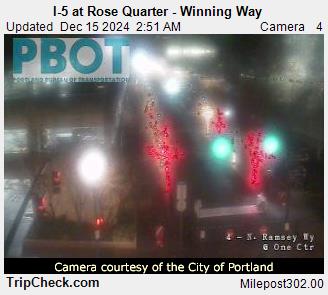 I-5 at Rose Quarter - Winning Way
Updated Dec 15 2024 2:51 AM Camera 4
PBOT
PORTLAND BUREAU OF TRANSPORTATION
4 - N. Ramsey Wy
@ One Ctr
Camera courtesy of the City of Portland
TripCheck.com Milepost302.00